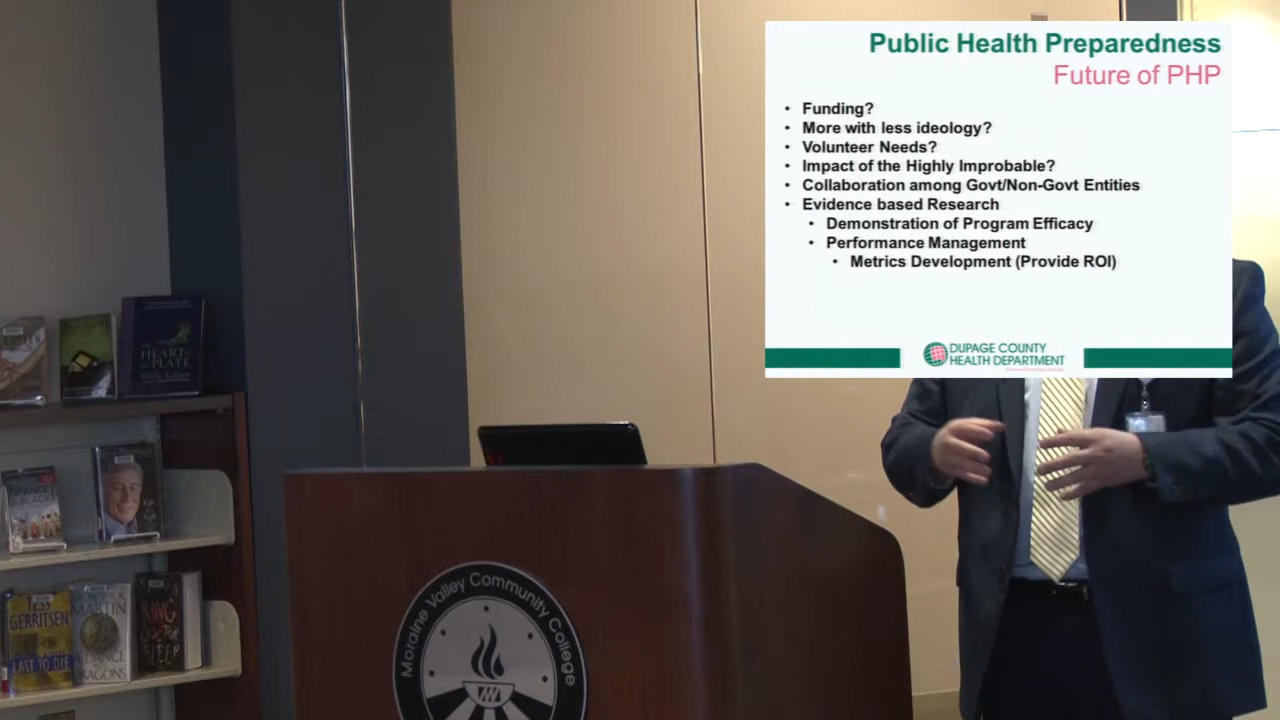 Public Health Preparedness
Future of PHP
• Funding?
• More with less ideology?
• Volunteer Needs?
• Impact of the Highly Improbable?
• Collaboration among Govt/Non-Govt Entities
• Evidence based Research
• Demonstration of Program Efficacy
• Performance Management
• Metrics Development (Provide ROI)
DUPAGE COUNTY
HEALTH DEPARTMENT
HEART
PLATE
TESS
GERRITSEN
LAST TO DIE
MARTIN
DRAGONS
KING
SLEEP
Moraine Valley Community College